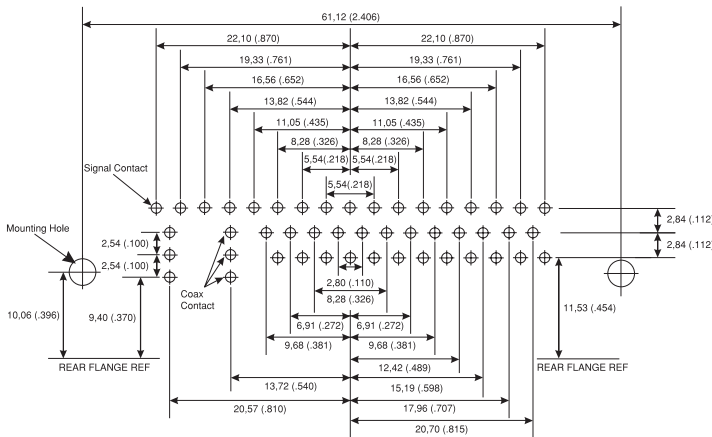 61,12 (2.406)
22,10 (.870) 22,10 (.870)
19,33 (.761) 19,33 (.761)
16,56 (.652) 16,56 (.652)
13,82 (.544) 13,82 (.544)
11,05 (.435) 11,05 (.435)
8,28 (.326) 8,28 (.326)
Signal Contact
5,54(.218) 5,54(.218)
5,54(.218)
2,84 (.112)
Mounting Hole
2,54 (.100)
2,84 (.112)
2,54 (.100)
2,80 (.110)
Coax
Contact
8,28 (.326)
10,06 (.396)
9,40 (.370)
11,53 (.454)
6,91 (.272) 6,91 (.272)
9,68 (.381) 9,68 (.381)
REAR FLANGE REF REAR FLANGE REF
12,42 (.489)
13,72 (.540)
15,19 (.598)
20,57 (.810)
17,96 (.707)
20,70 (.815)